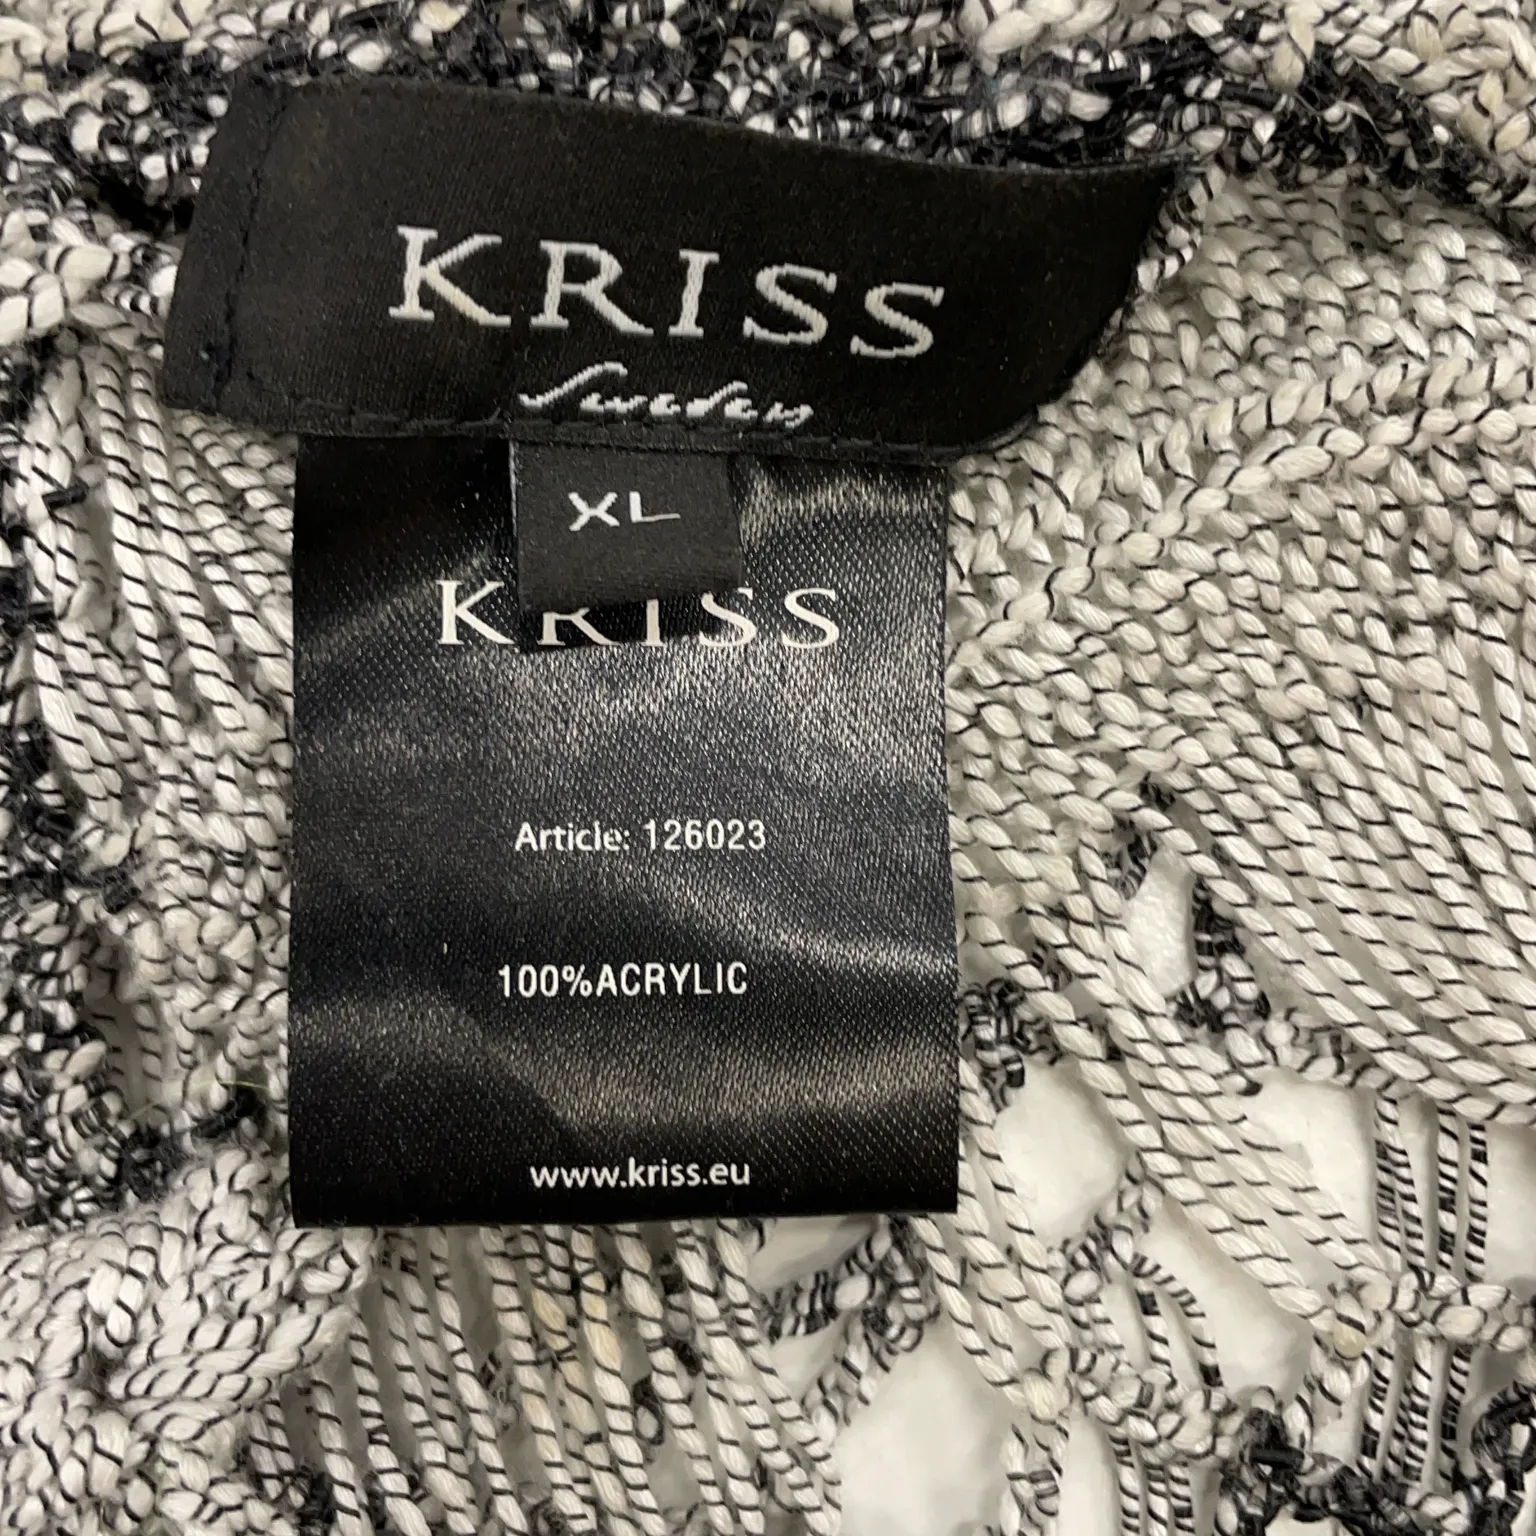 KRISS
Sweden
XL
KRISS
Article: 126023
100%ACRYLIC
www.kriss.eu